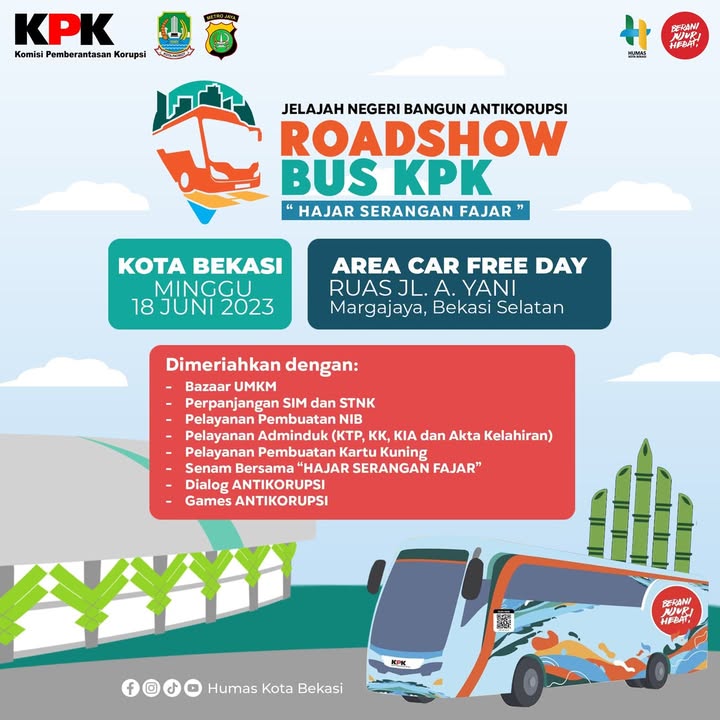 KPK
Komisi Pemberantasan Korupsi
METRO JAYA
HUMAS
KOTA BEKASI
BERANI
JUJUR
HEBAT!
JELAJAH NEGERI BANGUN ANTIKORUPSI
ROADSHOW
BUS KPK
“ HAJAR SERANGAN FAJAR ”
KOTA BEKASI
MINGGU
18 JUNI 2023
AREA CAR FREE DAY
RUAS JL. A. YANI
Margajaya, Bekasi Selatan
Dimeriahkan dengan:
- Bazaar UMKM
- Perpanjangan SIM dan STNK
- Pelayanan Pembuatan NIB
- Pelayanan Adminduk (KTP, KK, KIA dan Akta Kelahiran)
- Pelayanan Pembuatan Kartu Kuning
- Senam Bersama “HAJAR SERANGAN FAJAR”
- Dialog ANTIKORUPSI
- Games ANTIKORUPSI
BERANI
JUJUR
HEBAT!
KPK
Humas Kota Bekasi